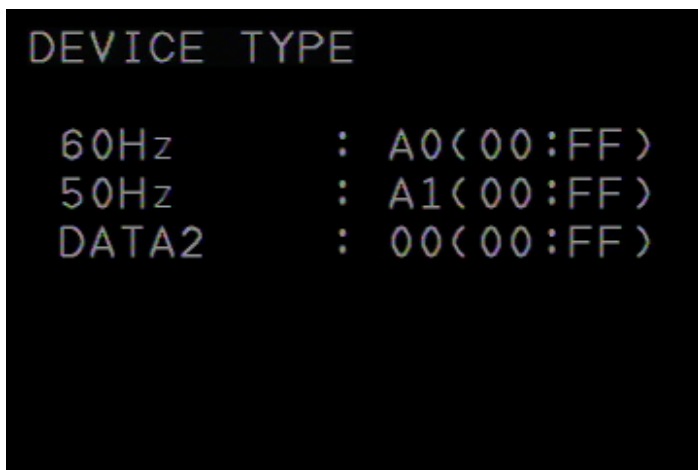 DEVICE TYPE
60Hz : A0(00:FF)
50Hz : A1(00:FF)
DATA2 : 00(00:FF)